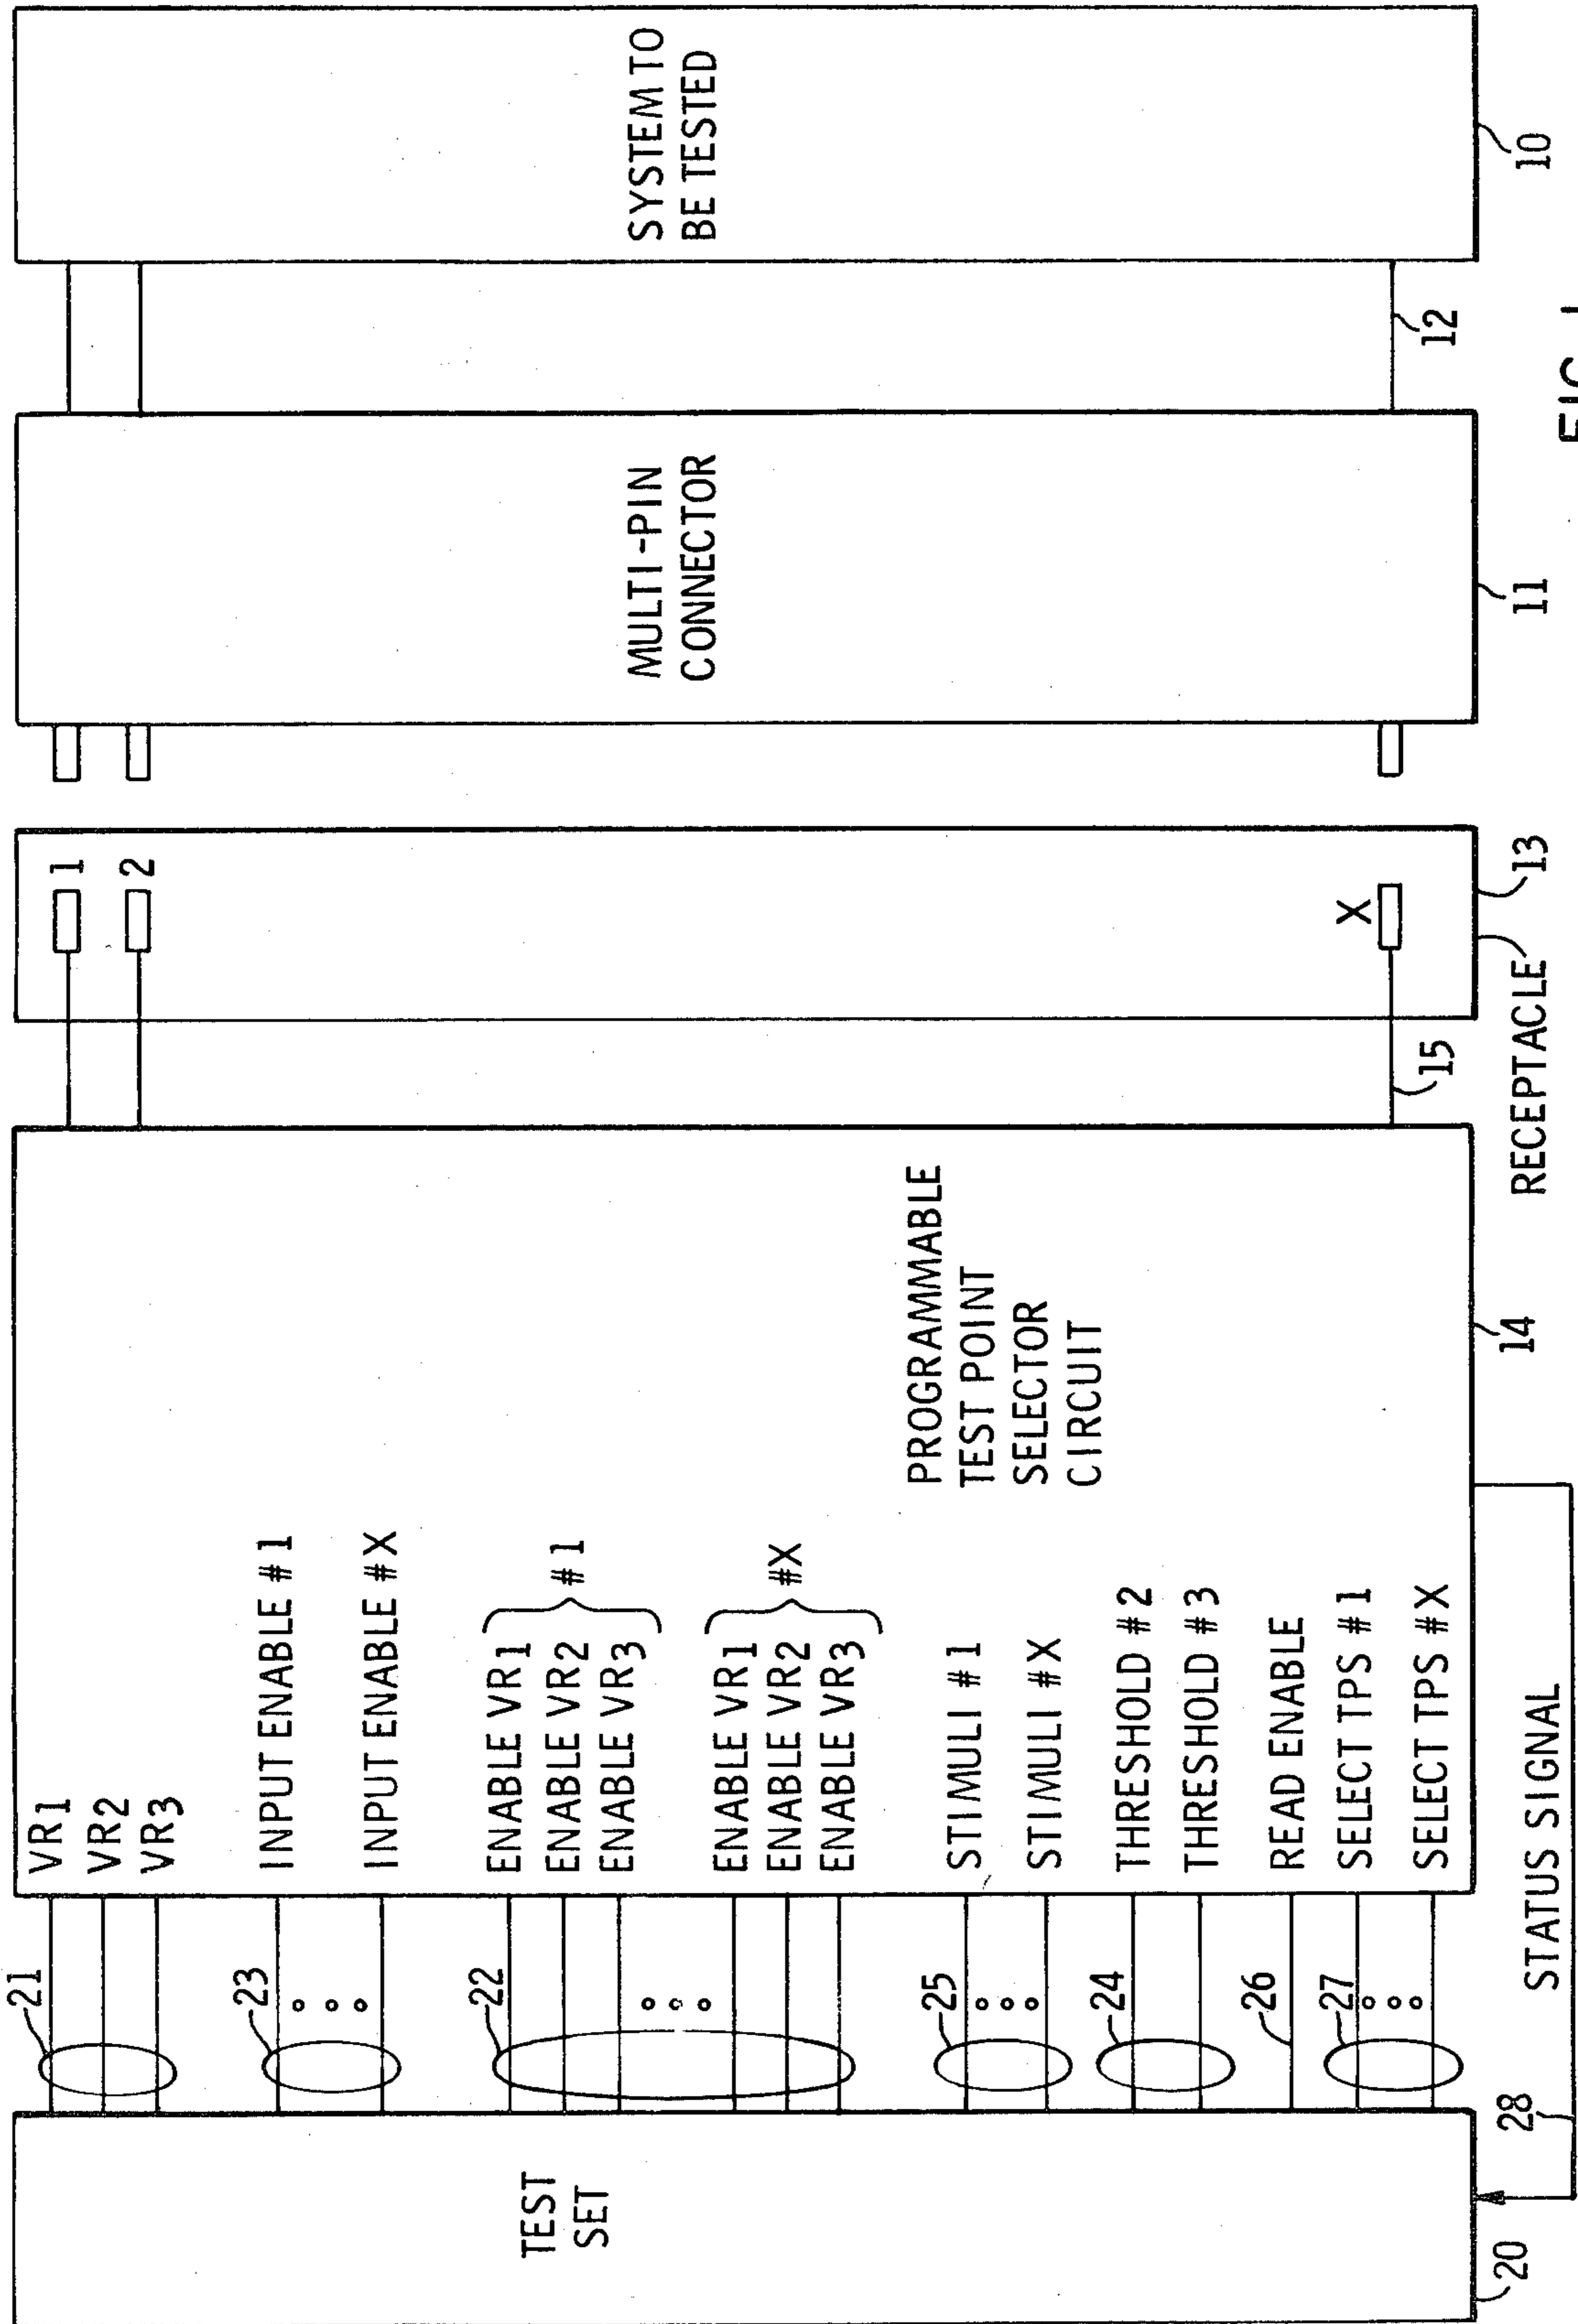 TEST
SET
20
21
23
22
25
24
26
27
28
STATUS SIGNAL
VR1
VR2
VR3
INPUT ENABLE #1
INPUT ENABLE #X
ENABLE VR1
ENABLE VR2
ENABLE VR3
#1
ENABLE VR1
ENABLE VR2
ENABLE VR3
#X
STIMULI #1
STIMULI #X
THRESHOLD #2
THRESHOLD #3
READ ENABLE
SELECT TPS #1
SELECT TPS #X
PROGRAMMABLE
TEST POINT
SELECTOR
CIRCUIT
14
15
1
2
X
RECEPTACLE
13
MULTI-PIN
CONNECTOR
11
12
SYSTEM TO
BE TESTED
10